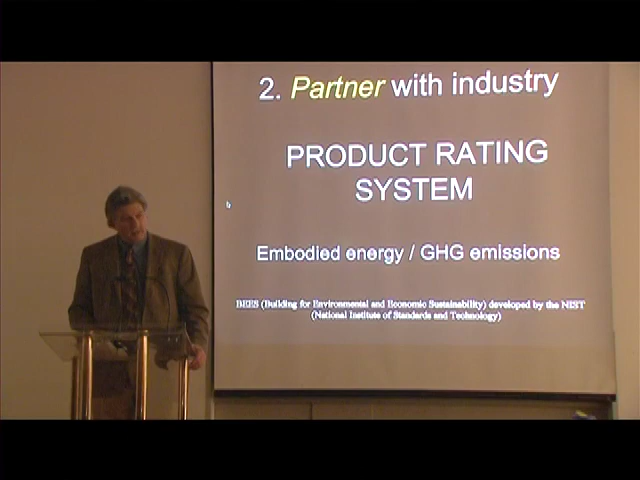 2. Partner with industry
PRODUCT RATING
SYSTEM
Embodied energy / GHG emissions
BEES (Building for Environmental and Economic Sustainability) developed by the NIST
(National Institute of Standards and Technology)